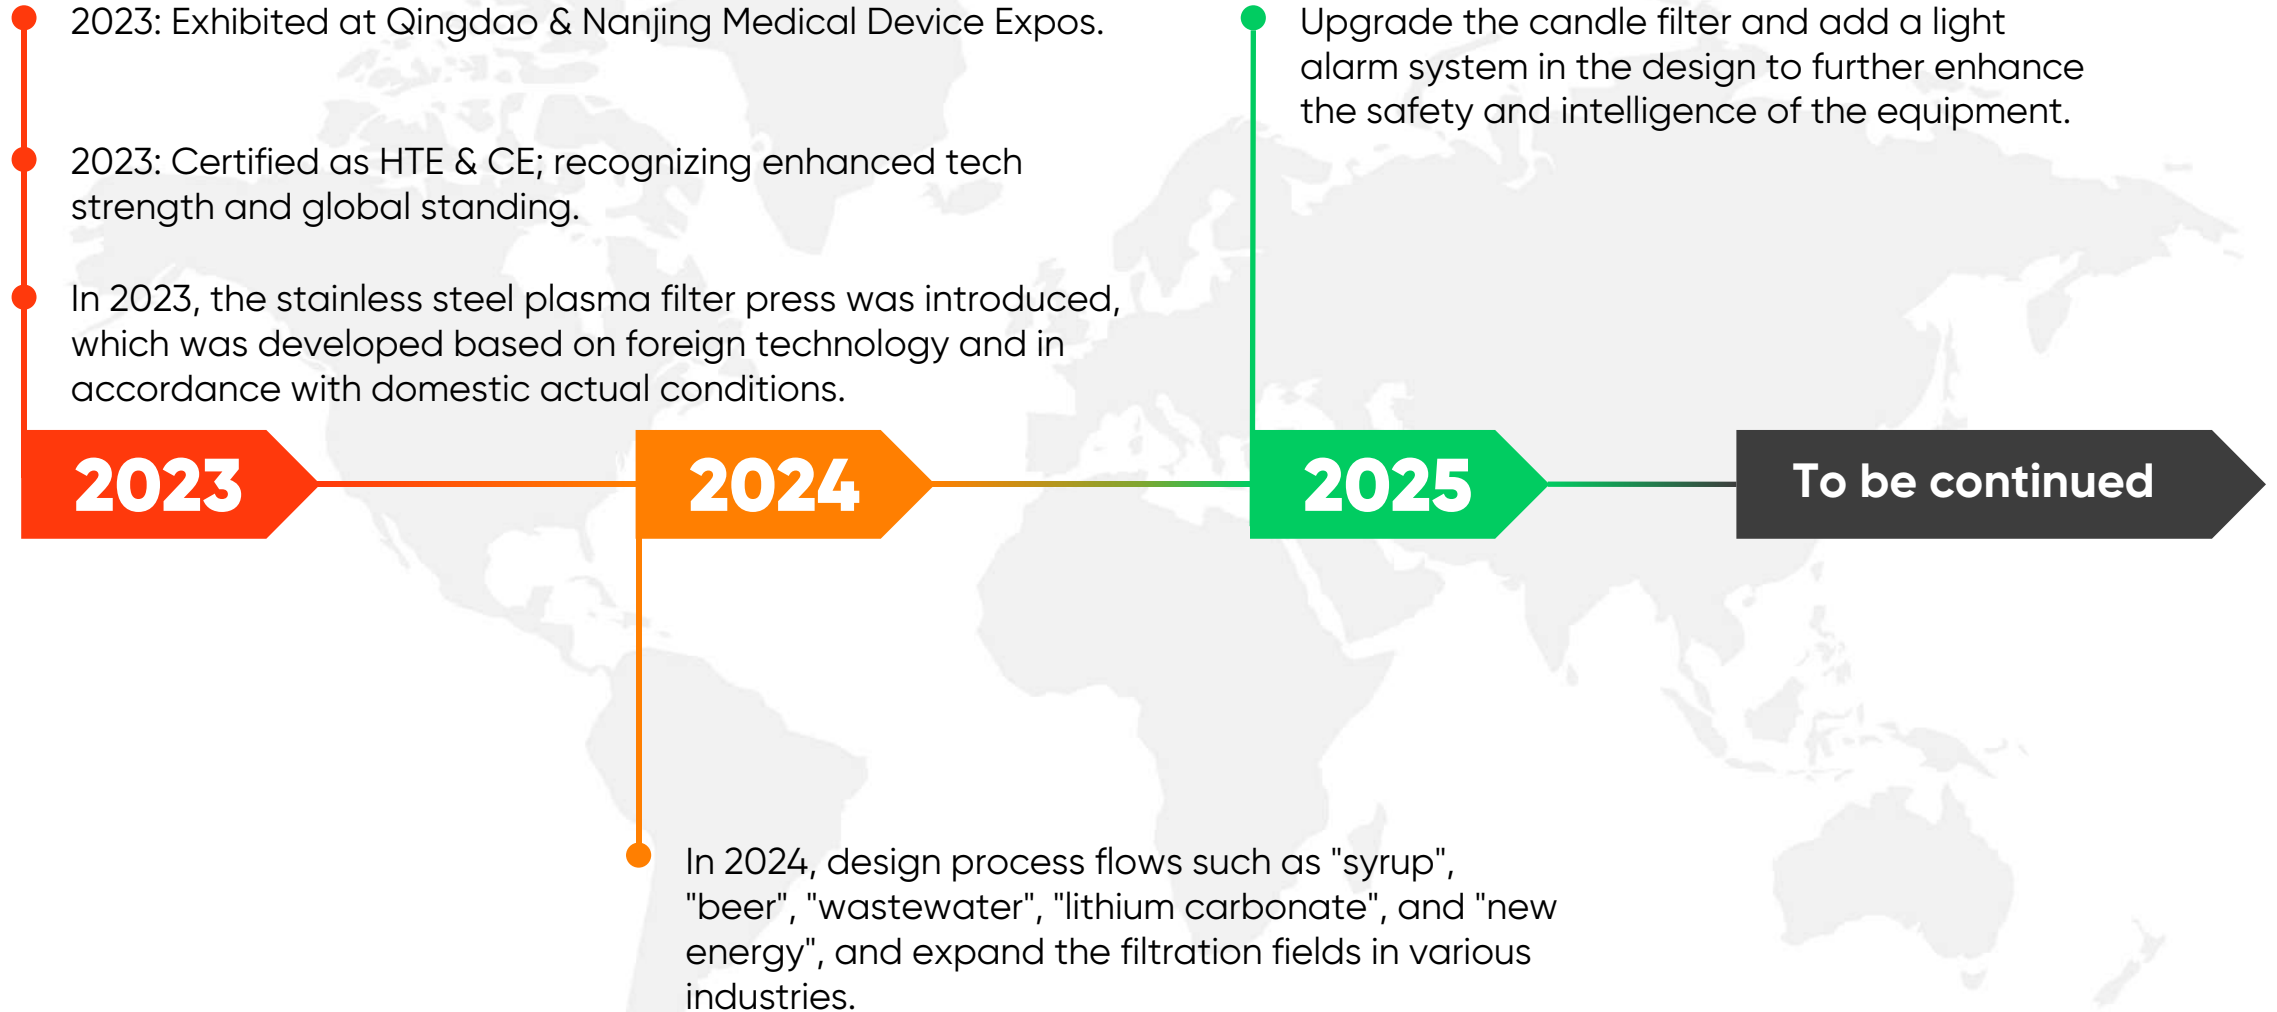 2023: Exhibited at Qingdao & Nanjing Medical Device Expos.
2023: Certified as HTE & CE; recognizing enhanced tech
strength and global standing.
In 2023, the stainless steel plasma filter press was introduced,
which was developed based on foreign technology and in
accordance with domestic actual conditions.
Upgrade the candle filter and add a light
alarm system in the design to further enhance
the safety and intelligence of the equipment.
2023
2024
2025
To be continued
In 2024, design process flows such as "syrup",
"beer", "wastewater", "lithium carbonate", and "new
energy", and expand the filtration fields in various
industries.